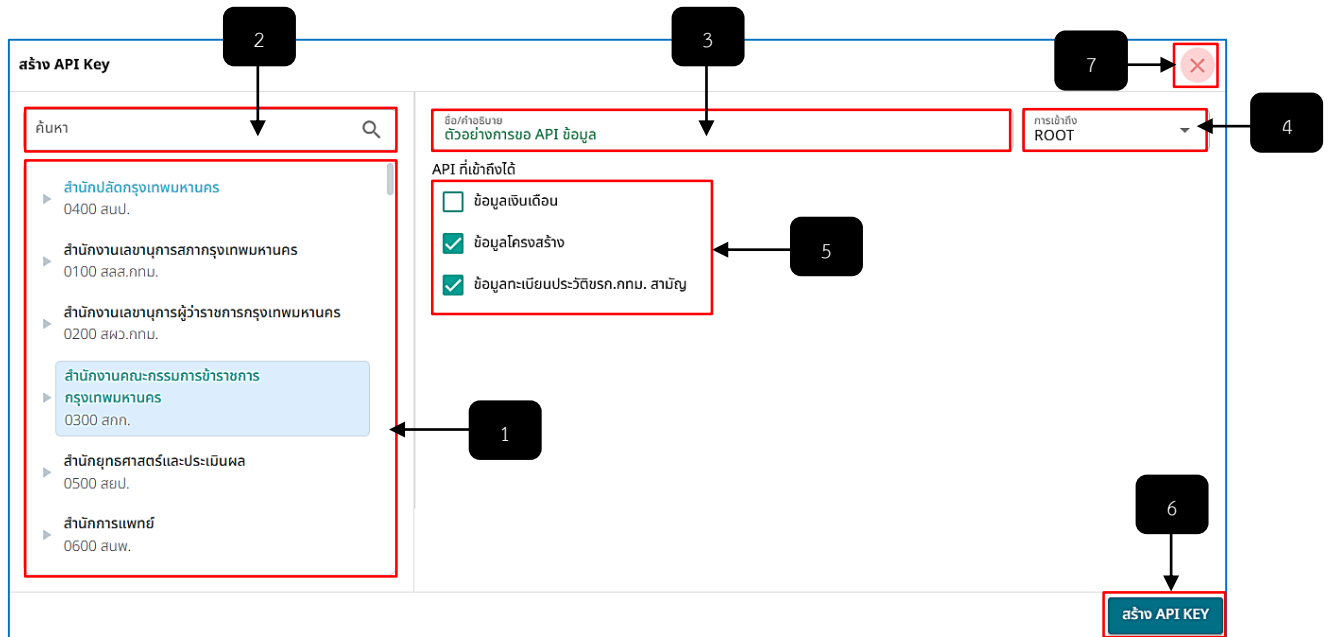 2
3
7
สร้าง API Key
ค้นหา
ชื่อ/คำอธิบาย
ตัวอย่างการขอ API ข้อมูล
การเข้าถึง
ROOT
4
API ที่เข้าถึงได้
สำนักปลัดกรุงเทพมหานคร
0400 สนป.
ข้อมูลเงินเดือน
สำนักงานเลขานุการสภากรุงเทพมหานคร
0100 สลส.กทม.
ข้อมูลโครงสร้าง
5
ข้อมูลทะเบียนประวัติขรก.กทม. สามัญ
สำนักงานเลขานุการผู้ว่าราชการกรุงเทพมหานคร
0200 สผว.กทม.
สำนักงานคณะกรรมการข้าราชการ
กรุงเทพมหานคร
0300 สกก.
1
สำนักยุทธศาสตร์และประเมินผล
0500 สยป.
สำนักการแพทย์
0600 สนพ.
6
สร้าง API KEY